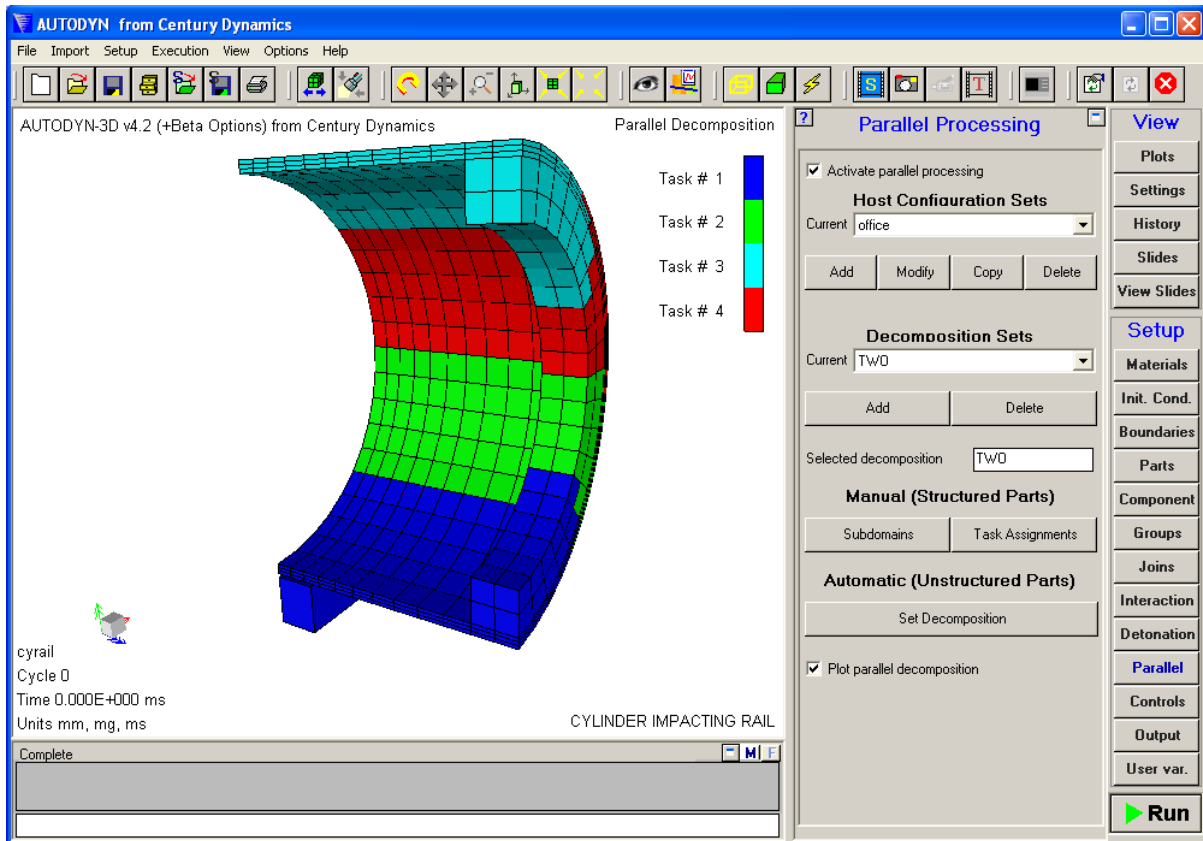 AUTODYN from Century Dynamics
File Import Setup Execution View Options Help
AUTODYN-3D v4.2 (+Beta Options) from Century Dynamics
Parallel Decomposition
Task # 1
Task # 2
Task # 3
Task # 4
cyrail
Cycle 0
Time 0.000E+000 ms
Units mm, mg, ms
CYLINDER IMPACTING RAIL
Complete
M F
? Parallel Processing
Activate parallel processing
Host Configuration Sets
Current office
Add Modify Copy Delete
Decomposition Sets
Current TWO
Add Delete
Selected decomposition TWO
Manual (Structured Parts)
Subdomains Task Assignments
Automatic (Unstructured Parts)
Set Decomposition
Plot parallel decomposition
View
Plots
Settings
History
Slides
View Slides
Setup
Materials
Init. Cond.
Boundaries
Parts
Component
Groups
Joins
Interaction
Detonation
Parallel
Controls
Output
User var.
Run
S
T